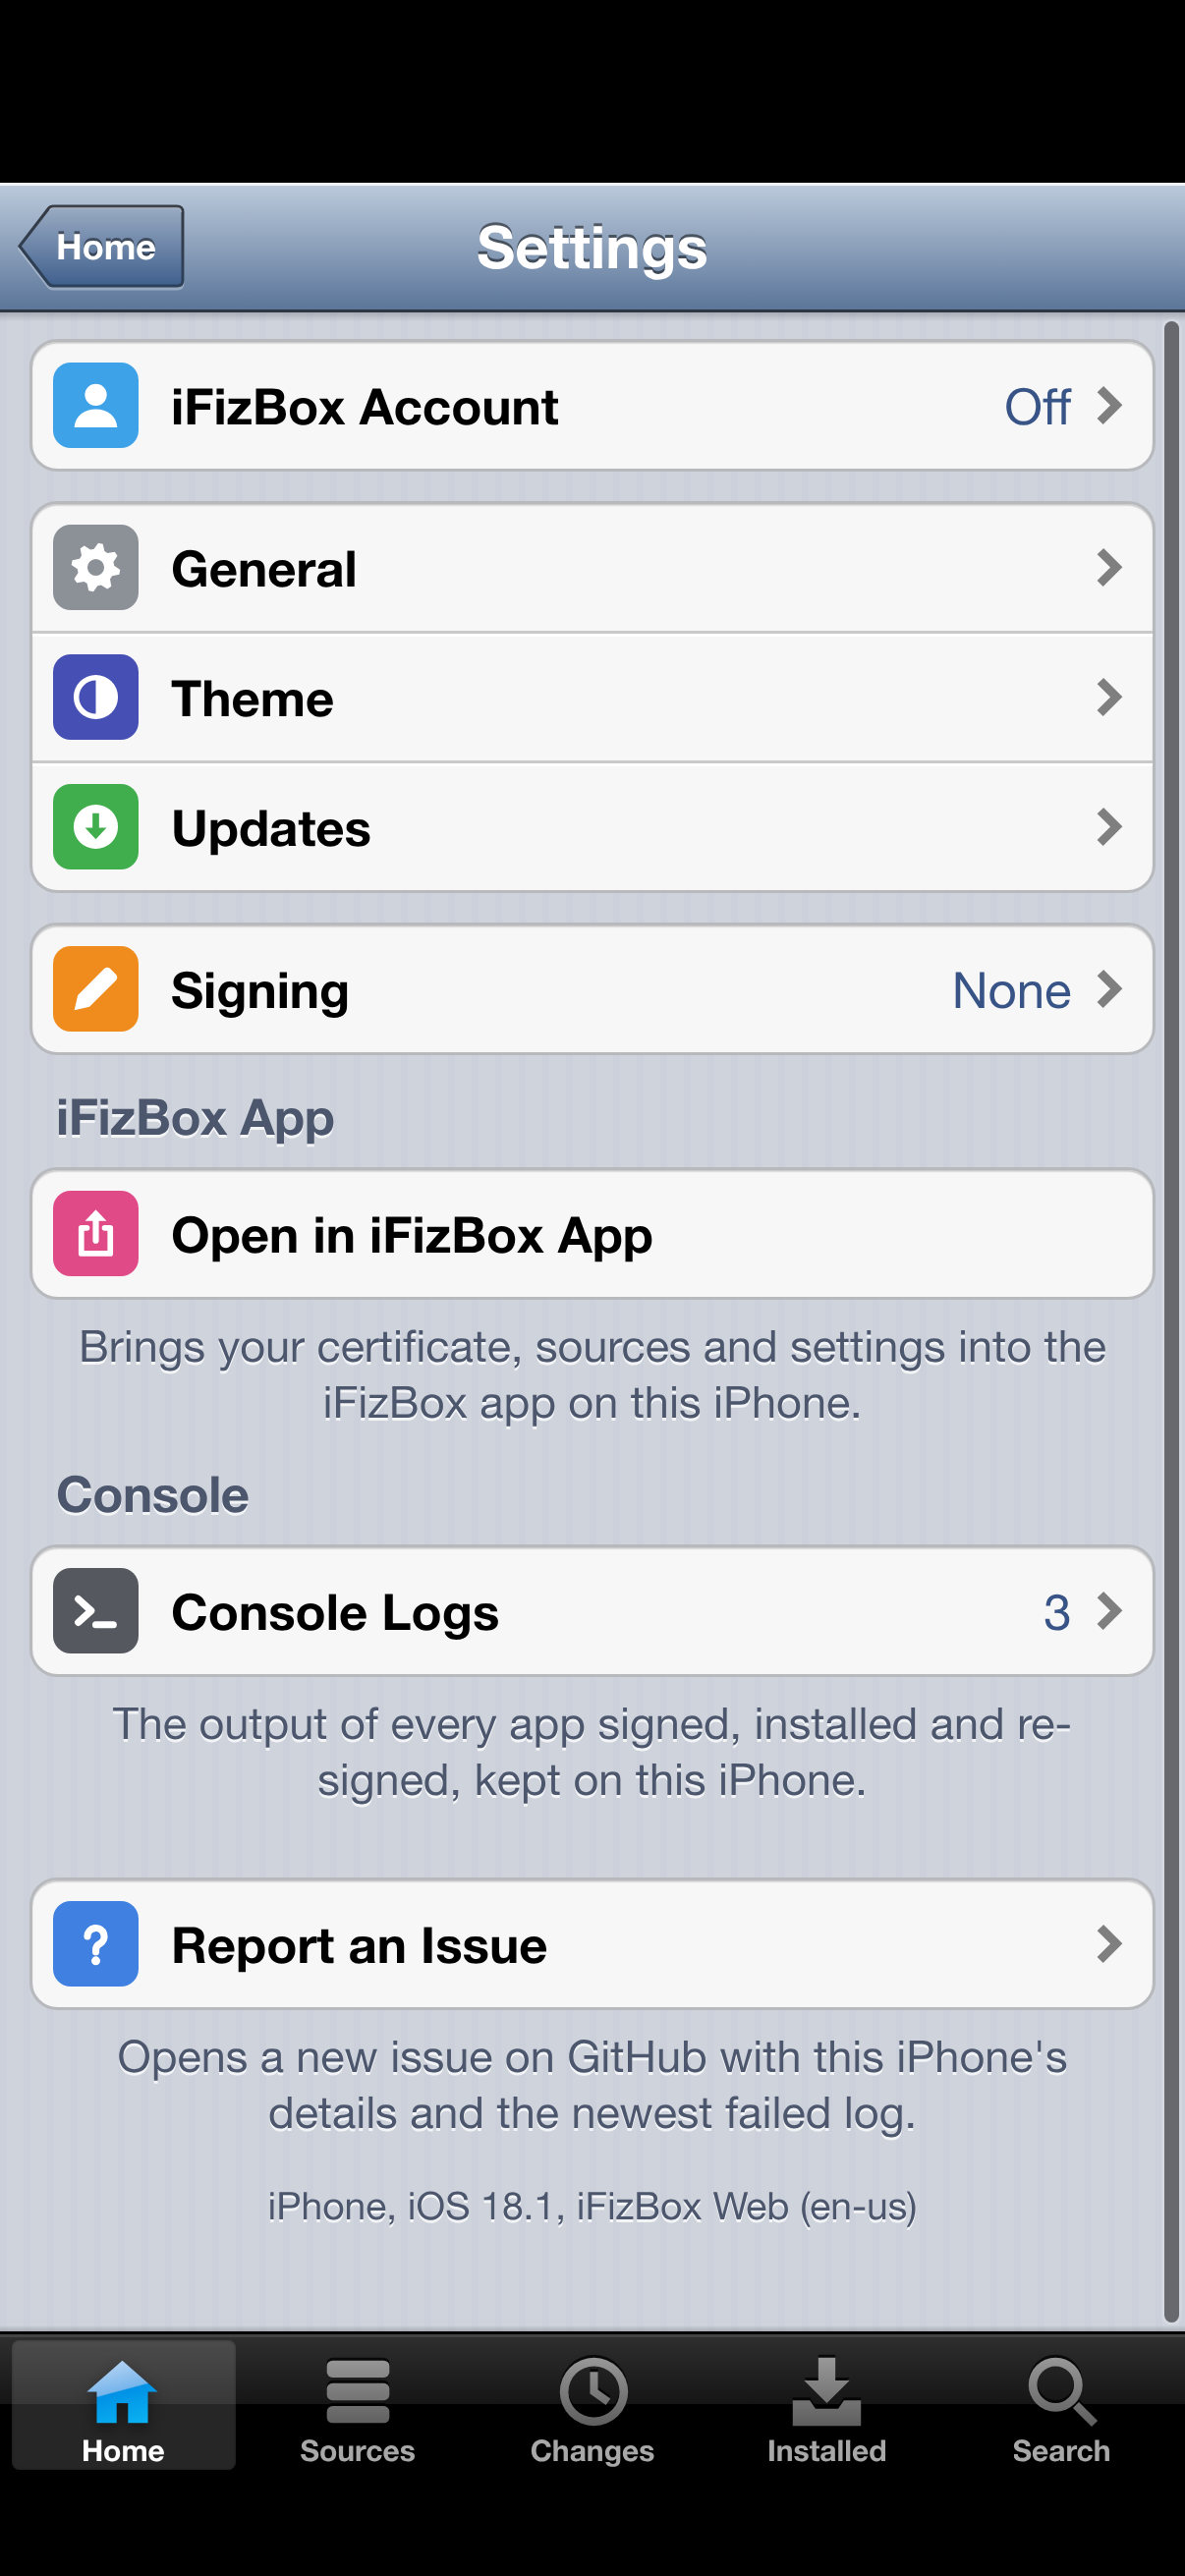 Home
Settings
iFizBox Account
Off
General
Theme
Updates
Signing
None
iFizBox App
Open in iFizBox App
Brings your certificate, sources and settings into the
iFizBox app on this iPhone.
Console
Console Logs
3
The output of every app signed, installed and re-
signed, kept on this iPhone.
Report an Issue
Opens a new issue on GitHub with this iPhone's
details and the newest failed log.
iPhone, iOS 18.1, iFizBox Web (en-us)
Home
Sources
Changes
Installed
Search